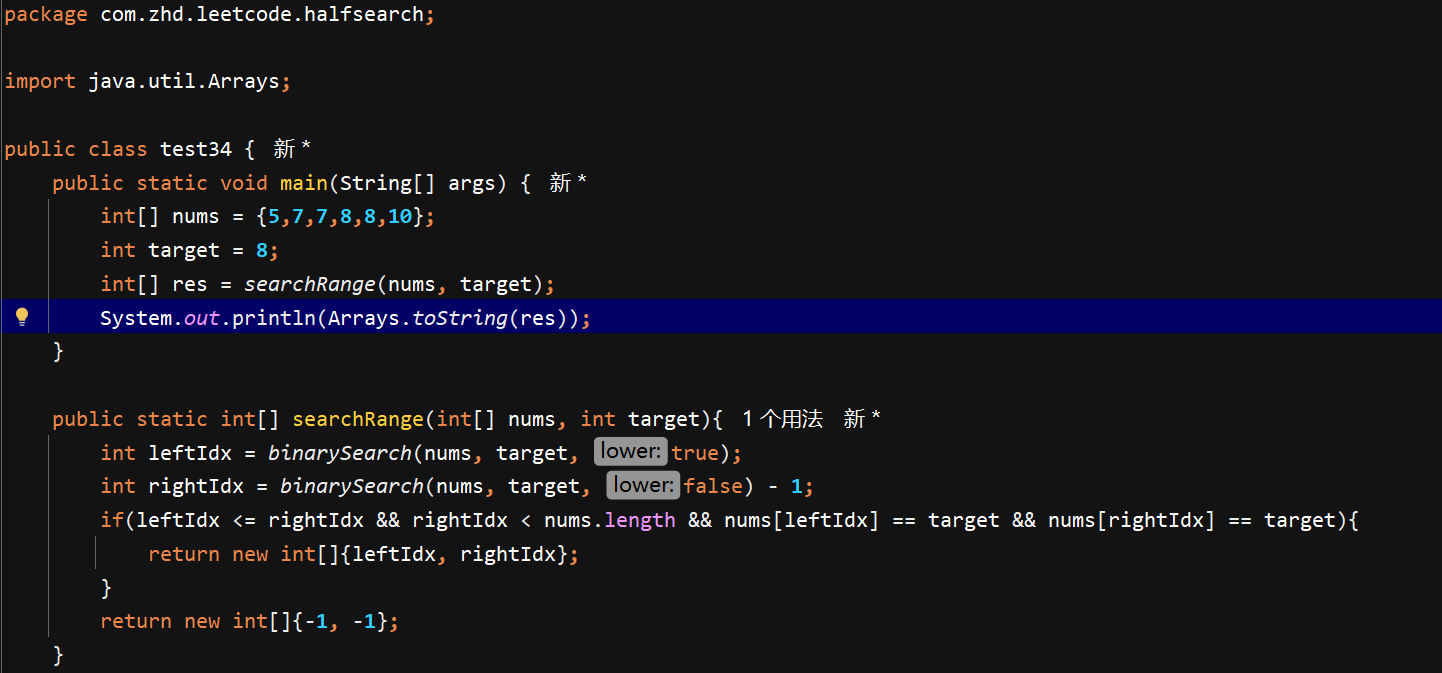 package com.zhd.leetcode.halfsearch;
import java.util.Arrays;
public class test34 { 新 *
public static void main(String[] args) { 新 *
int[] nums = {5,7,7,8,8,10};
int target = 8;
int[] res = searchRange(nums, target);
System.out.println(Arrays.toString(res));
}
public static int[] searchRange(int[] nums, int target){ 1 个用法 新 *
int leftIdx = binarySearch(nums, target, lower: true);
int rightIdx = binarySearch(nums, target, lower: false) - 1;
if(leftIdx <= rightIdx && rightIdx < nums.length && nums[leftIdx] == target && nums[rightIdx] == target){
return new int[]{leftIdx, rightIdx};
}
return new int[]{-1, -1};
}